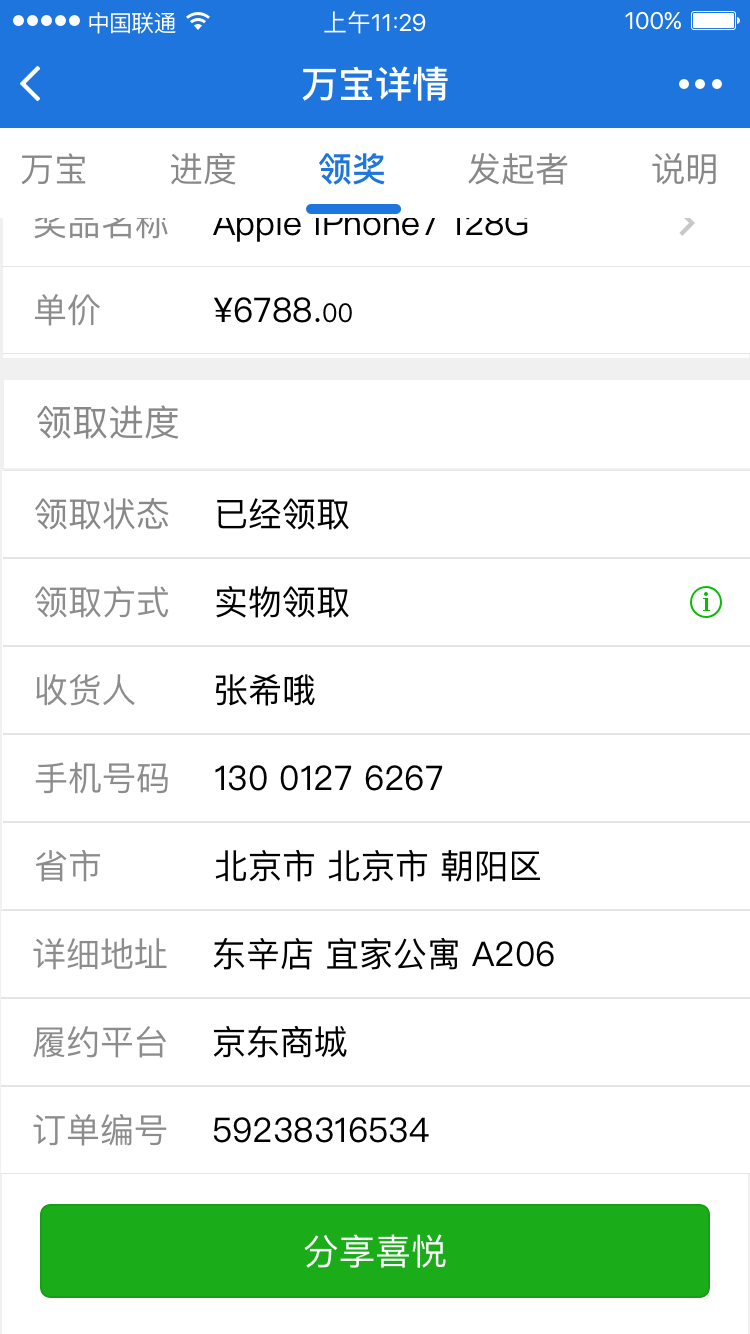 中国联通 上午11:29 100%
万宝详情
万宝 进度 领奖 发起者 说明
奖品名称 Apple iPhone7 128G
单价 ¥6788.00
领取进度
领取状态 已经领取
领取方式 实物领取
收货人 张希哦
手机号码 130 0127 6267
省市 北京市 北京市 朝阳区
详细地址 东辛店 宜家公寓 A206
履约平台 京东商城
订单编号 59238316534
分享喜悦